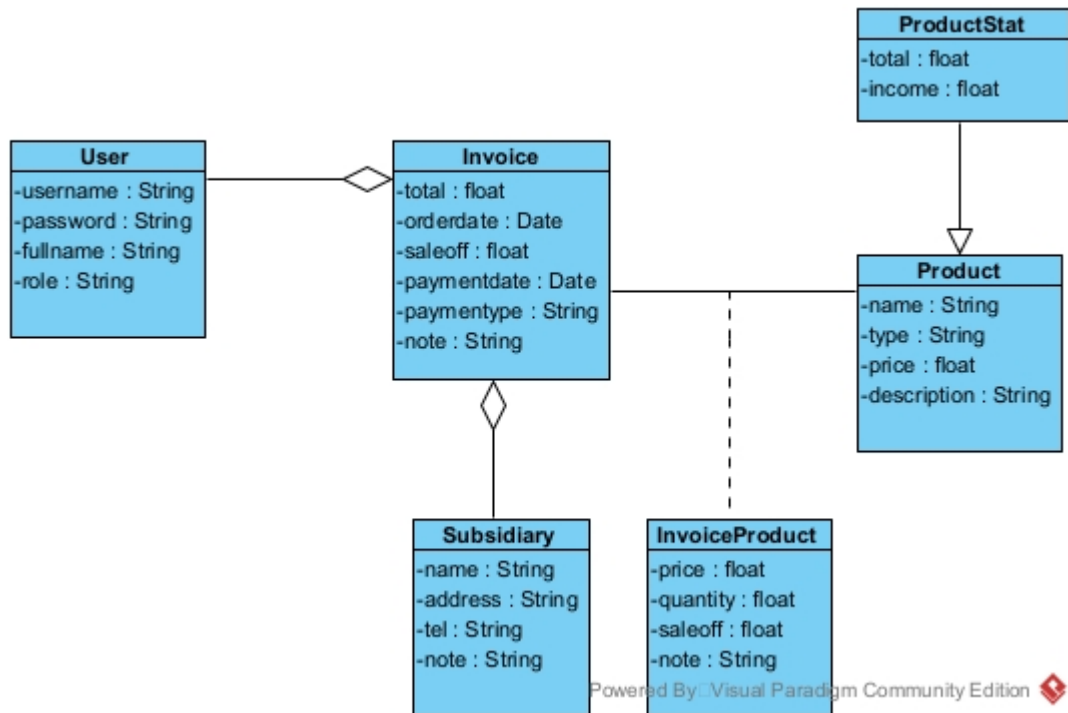 ProductStat
-total : float
-income : float
User
-username : String
-password : String
-fullname : String
-role : String
Invoice
-total : float
-orderdate : Date
-saleoff : float
-paymentdate : Date
-paymentype : String
-note : String
Product
-name : String
-type : String
-price : float
-description : String
Subsidiary
-name : String
-address : String
-tel : String
-note : String
InvoiceProduct
-price : float
-quantity : float
-saleoff : float
-note : String
Powered By Visual Paradigm Community Edition